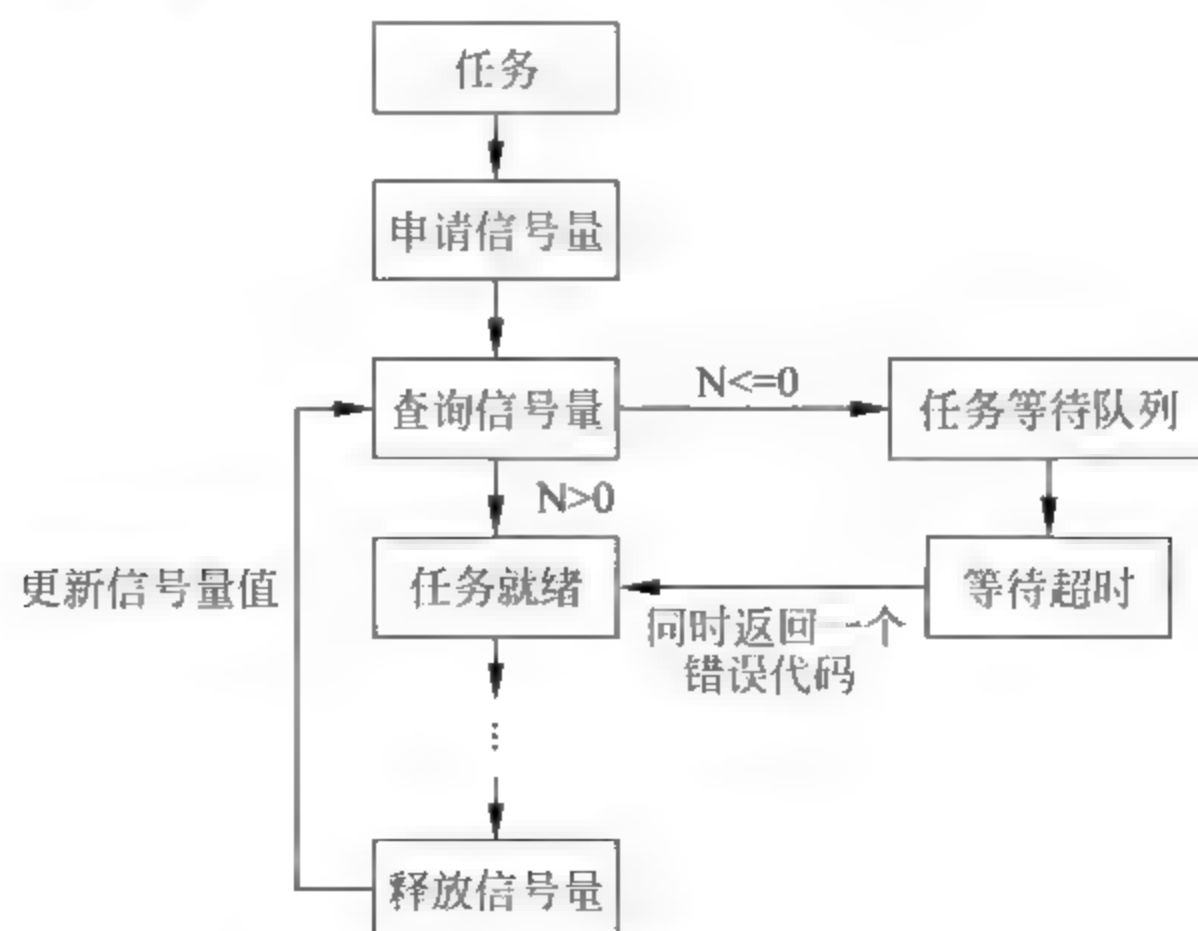 任务
申请信号量
查询信号量
N<=0
任务等待队列
N>0
更新信号量值
任务就绪
等待超时
同时返回一个
错误代码
⋮
释放信号量